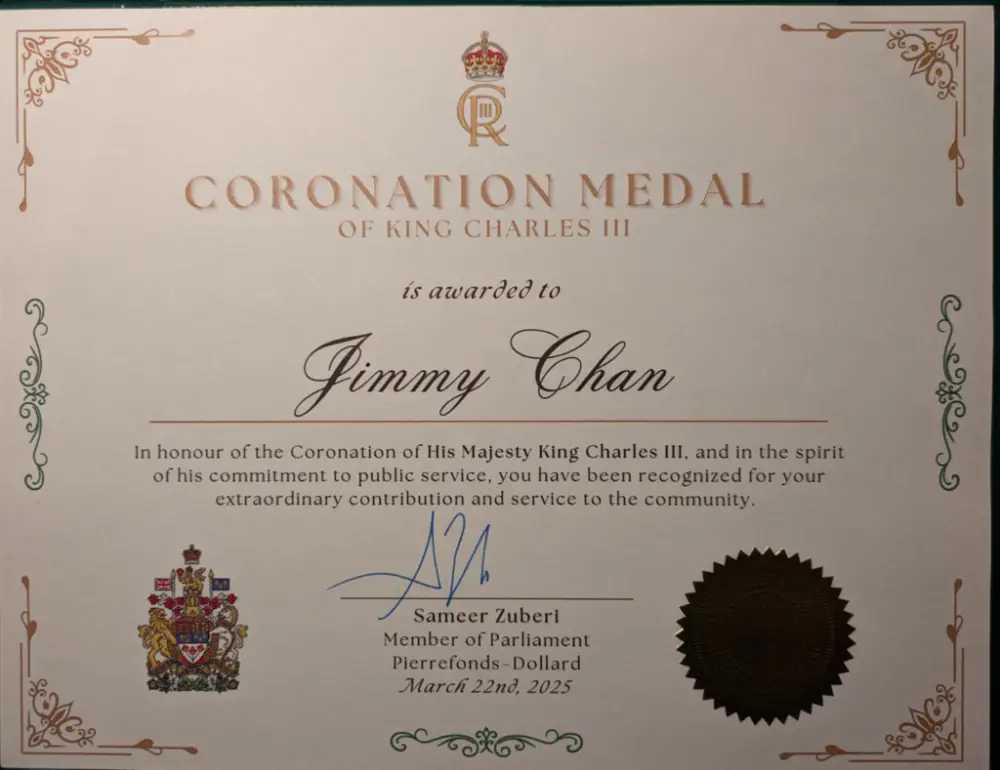 CR III
CORONATION MEDAL
OF KING CHARLES III
is awarded to
Jimmy Chan
In honour of the Coronation of His Majesty King Charles III, and in the spirit
of his commitment to public service, you have been recognized for your
extraordinary contribution and service to the community.
Sameer Zuberi
Member of Parliament
Pierrefonds-Dollard
March 22nd, 2025